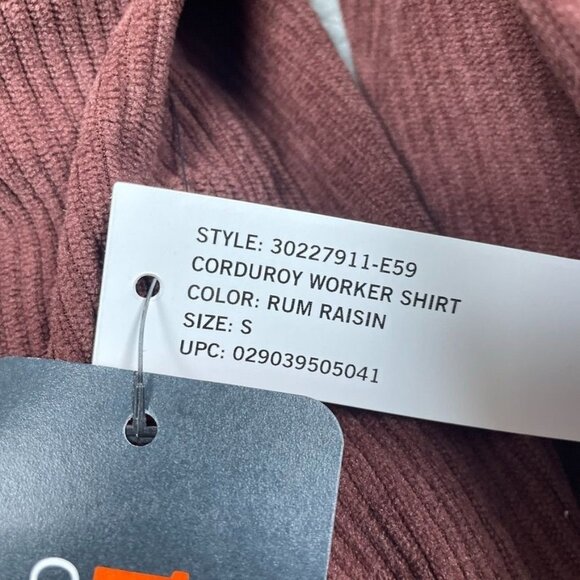 STYLE: 30227911-E59
CORDUROY WORKER SHIRT
COLOR: RUM RAISIN
SIZE: S
UPC: 029039505041